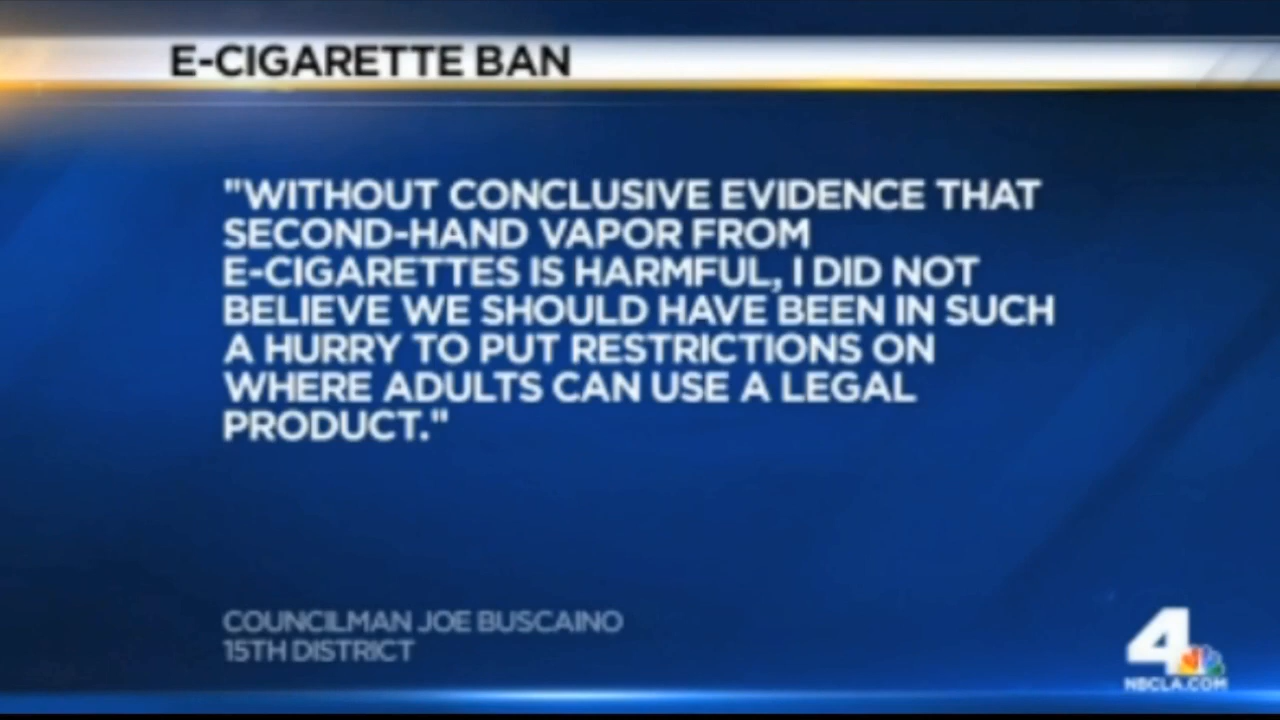 E-CIGARETTE BAN
"WITHOUT CONCLUSIVE EVIDENCE THAT
SECOND-HAND VAPOR FROM
E-CIGARETTES IS HARMFUL, I DID NOT
BELIEVE WE SHOULD HAVE BEEN IN SUCH
A HURRY TO PUT RESTRICTIONS ON
WHERE ADULTS CAN USE A LEGAL
PRODUCT."
COUNCILMAN JOE BUSCAINO
15TH DISTRICT
4
NBCLA.COM